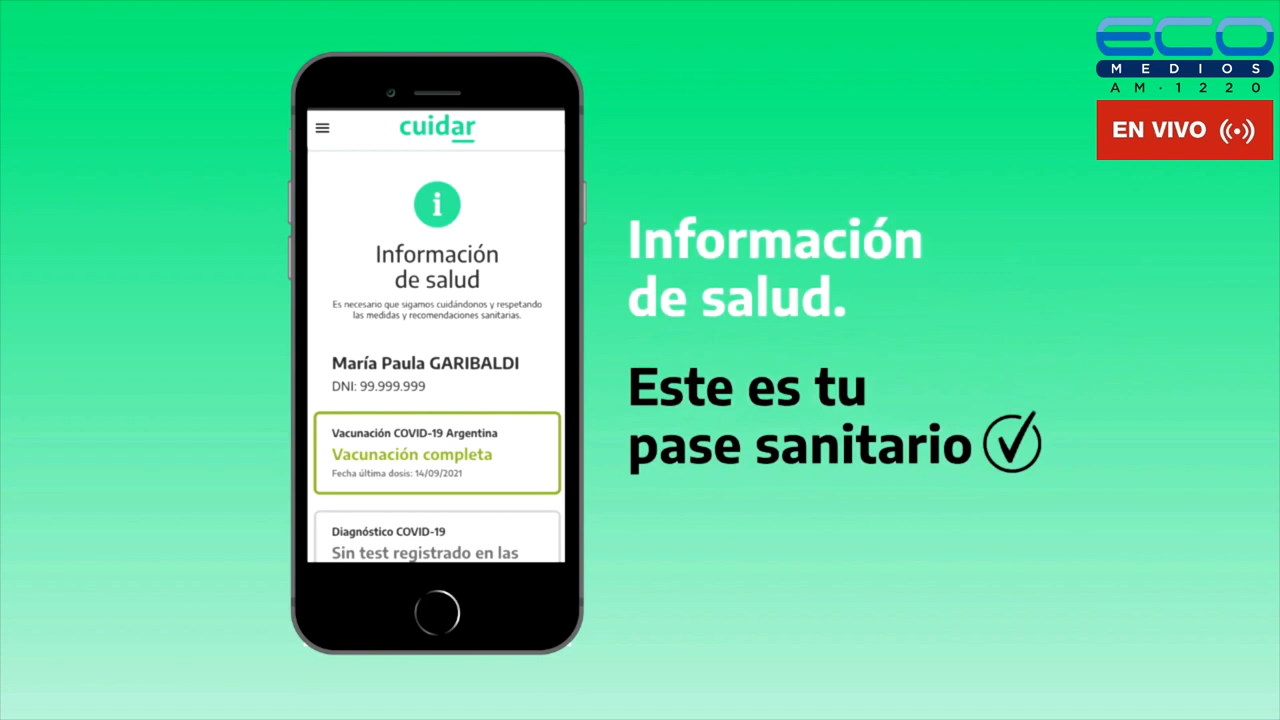 ECO
MEDIOS
AM·1220
EN VIVO
cuidar
i
Información
de salud
Es necesario que sigamos cuidándonos y respetando
las medidas y recomendaciones sanitarias.
María Paula GARIBALDI
DNI: 99.999.999
Vacunación COVID-19 Argentina
Vacunación completa
Fecha última dosis: 14/09/2021
Diagnóstico COVID-19
Sin test registrado en las
Información
de salud.
Este es tu
pase sanitario